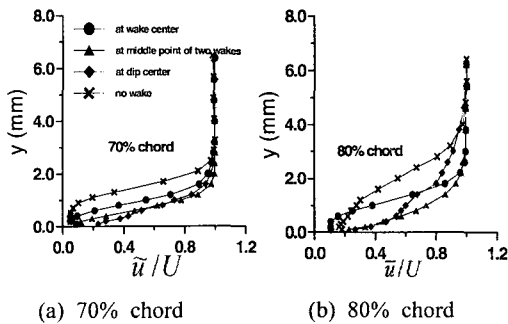 8.0
at wake center
at middle point of two wakes
6.0
at dip center
no wake
4.0
y (mm)
70% chord
2.0
0.0
0.0 0.4 0.8 1.2
ũ/U
(a) 70% chord
8.0
6.0
4.0
y (mm)
80% chord
2.0
0.0
0.0 0.4 0.8 1.2
ũ/U
(b) 80% chord